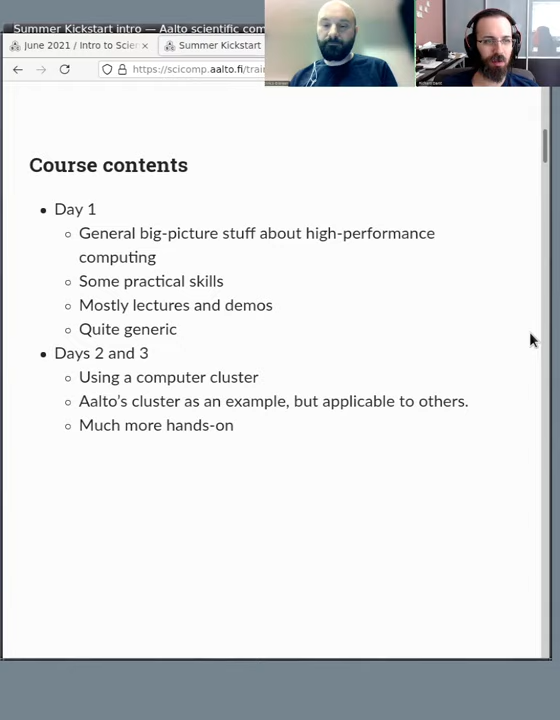 Summer Kickstart intro — Aalto scientific com
June 2021 / Intro to Scien
Summer Kickstart
https://scicomp.aalto.fi/trai
Course contents
Day 1
General big-picture stuff about high-performance
computing
Some practical skills
Mostly lectures and demos
Quite generic
Days 2 and 3
Using a computer cluster
Aalto's cluster as an example, but applicable to others.
Much more hands-on